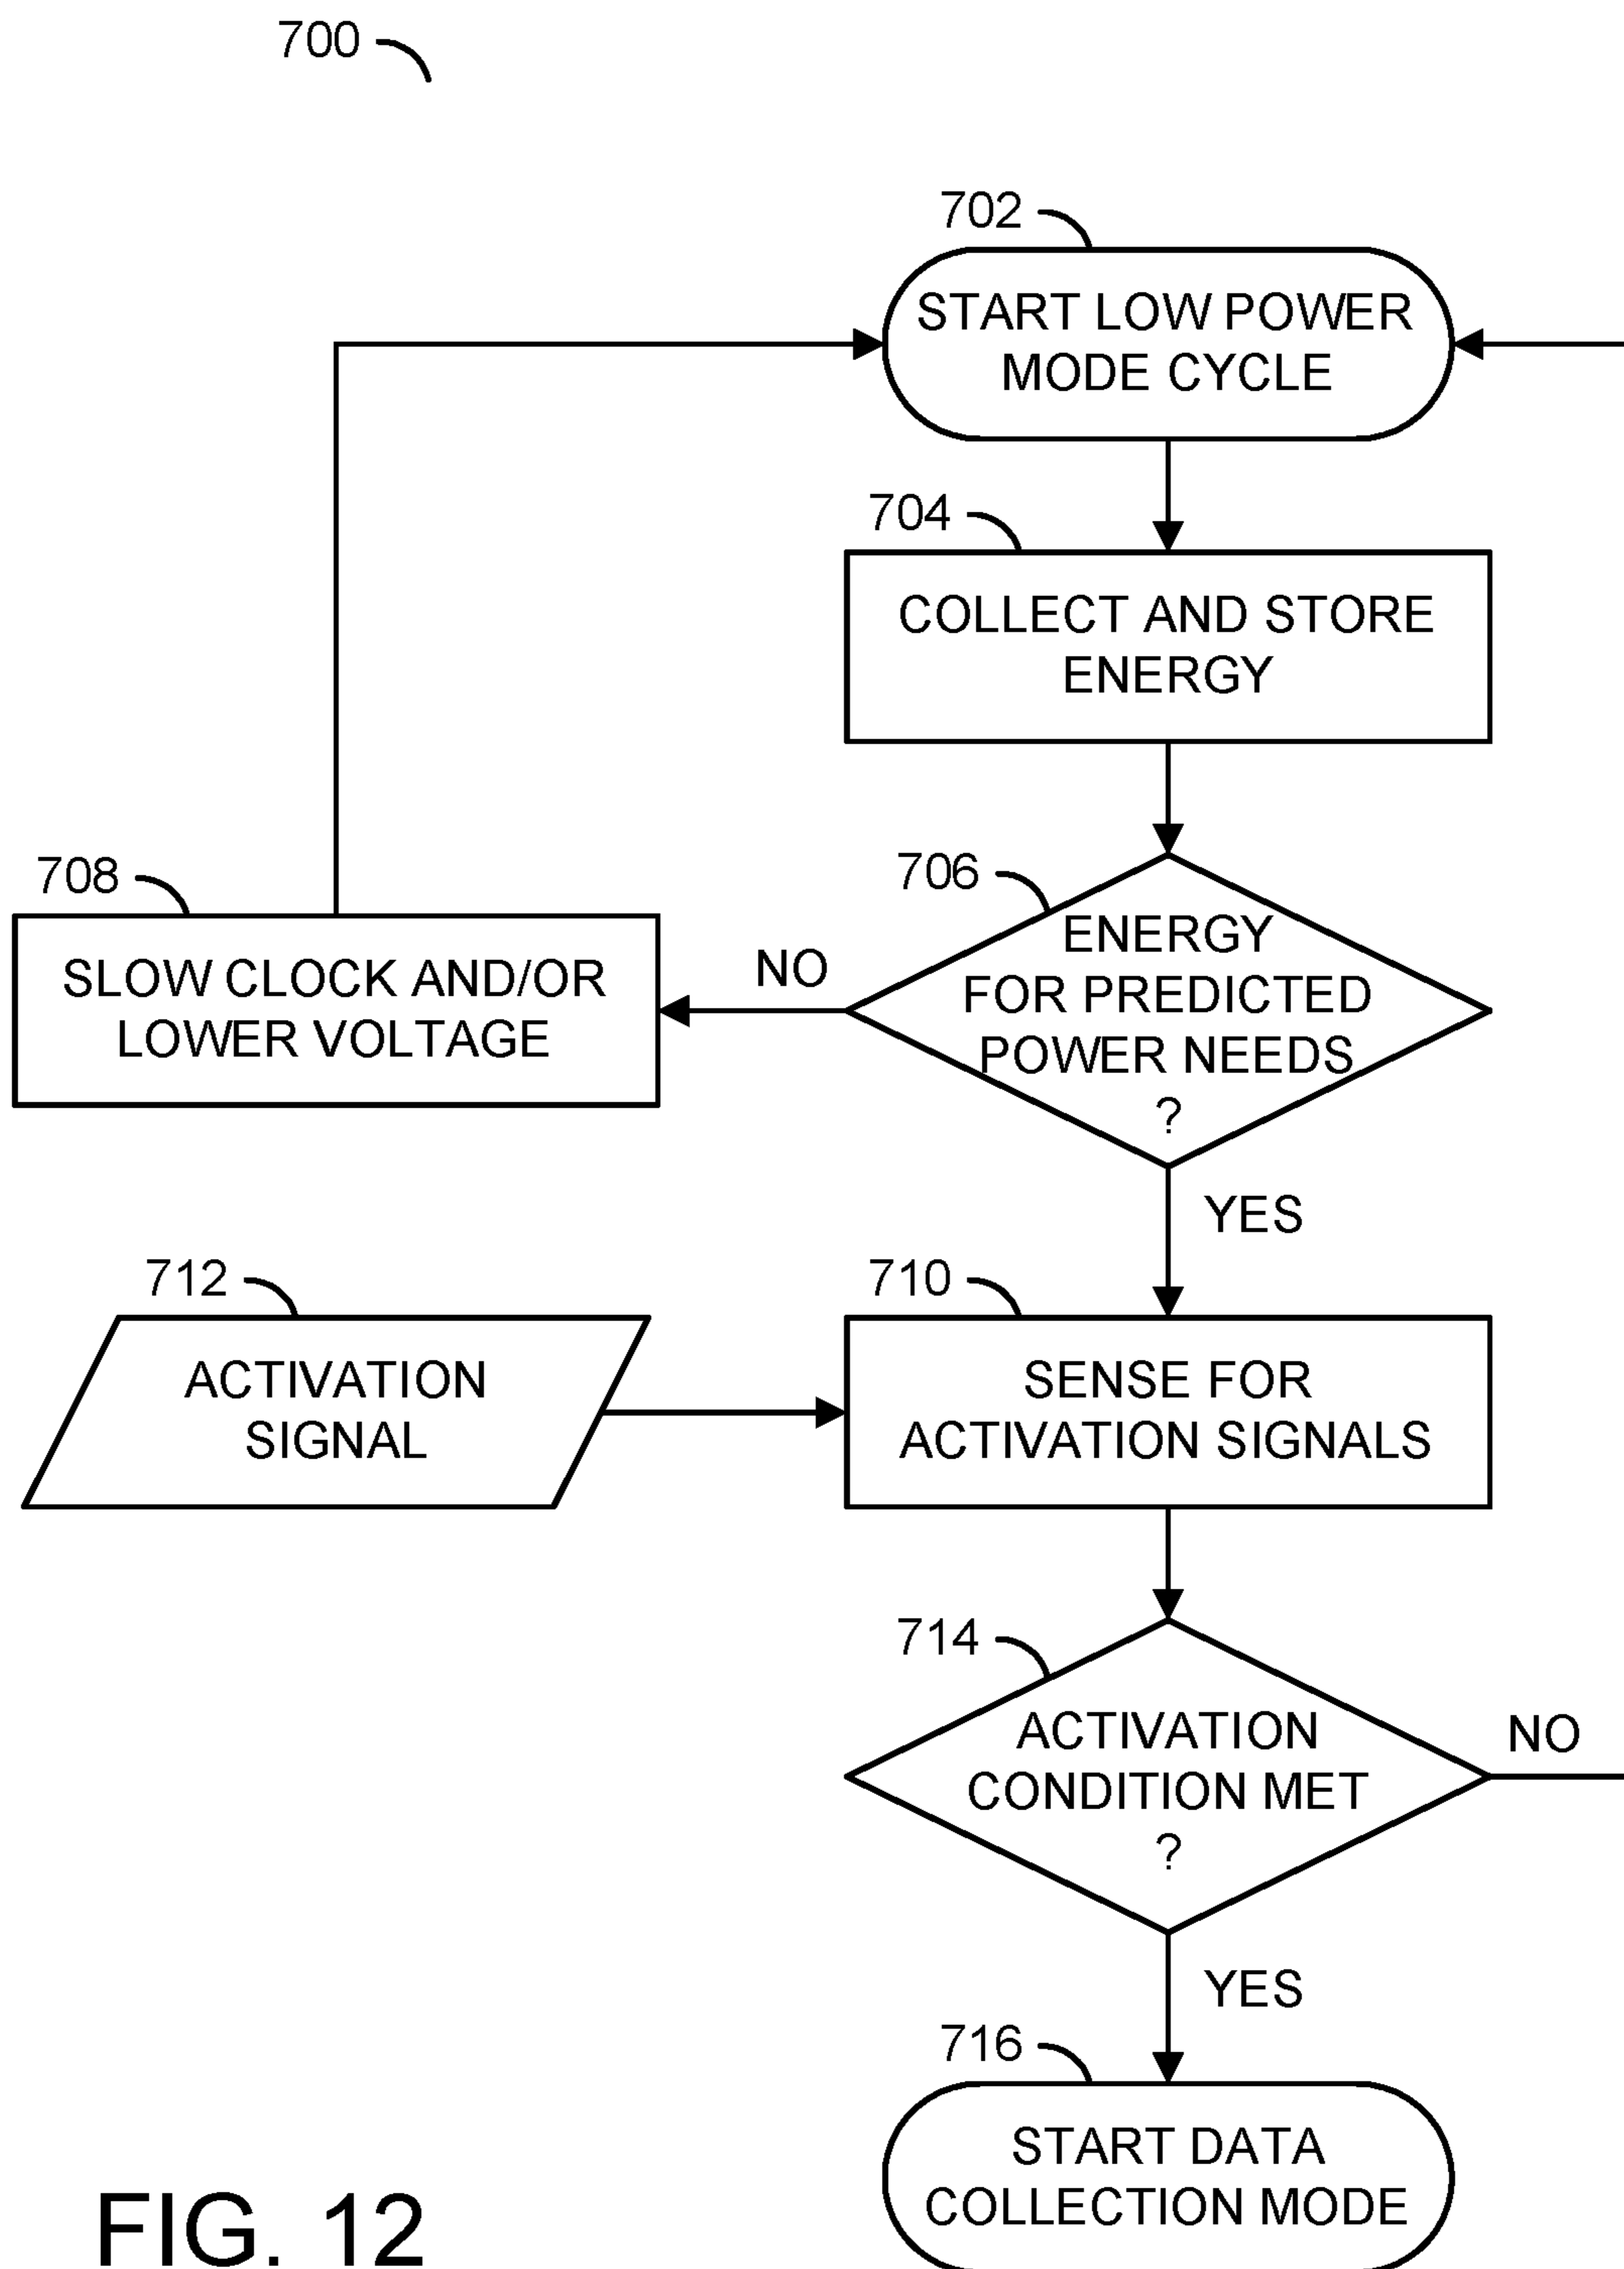 700
702
START LOW POWER
MODE CYCLE
704
COLLECT AND STORE
ENERGY
706
ENERGY
FOR PREDICTED
POWER NEEDS
?
NO
708
SLOW CLOCK AND/OR
LOWER VOLTAGE
YES
712
ACTIVATION
SIGNAL
710
SENSE FOR
ACTIVATION SIGNALS
714
ACTIVATION
CONDITION MET
?
NO
YES
716
START DATA
COLLECTION MODE
FIG. 12